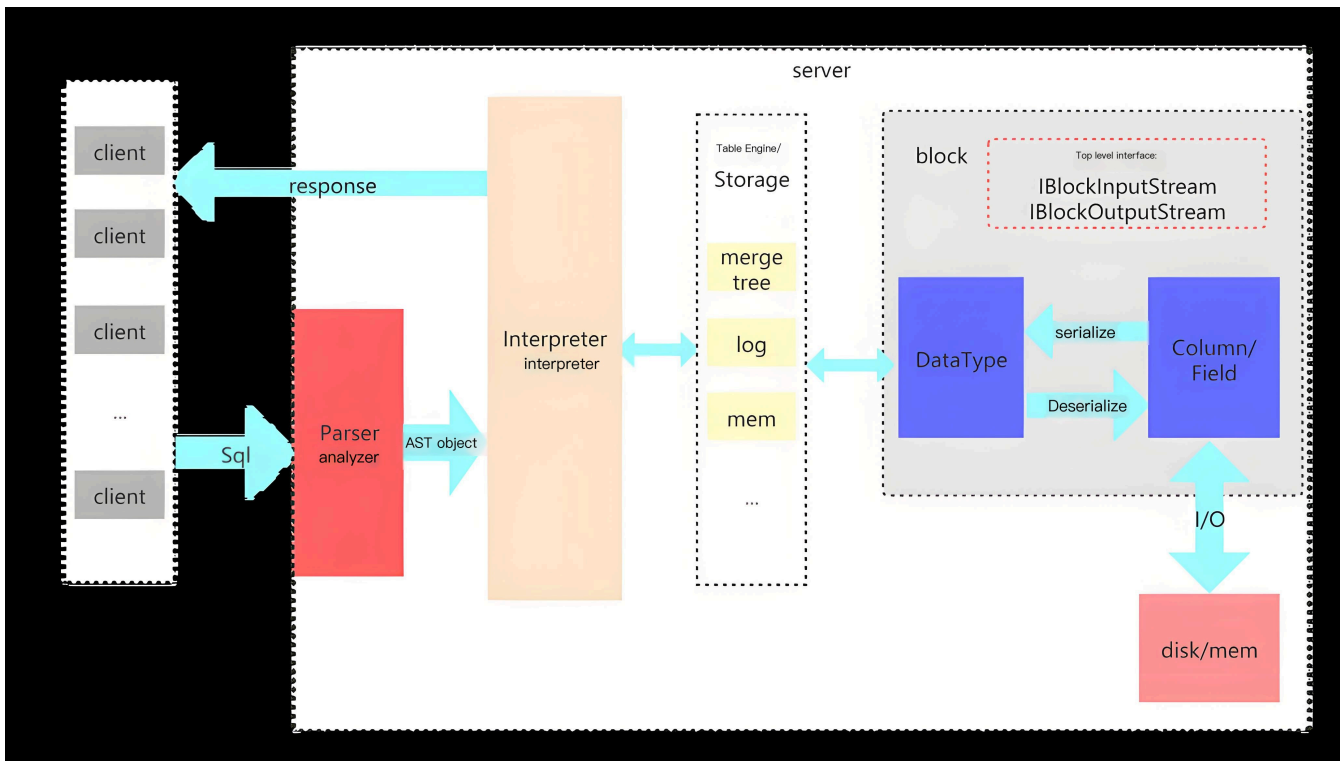 server
client
client
client
...
client
response
Sql
Parser
analyzer
AST object
Interpreter
interpreter
Table Engine/
Storage
merge
tree
log
mem
...
block
Top level interface:
IBlockInputStream
IBlockOutputStream
DataType
serialize
Deserialize
Column/
Field
I/O
disk/mem